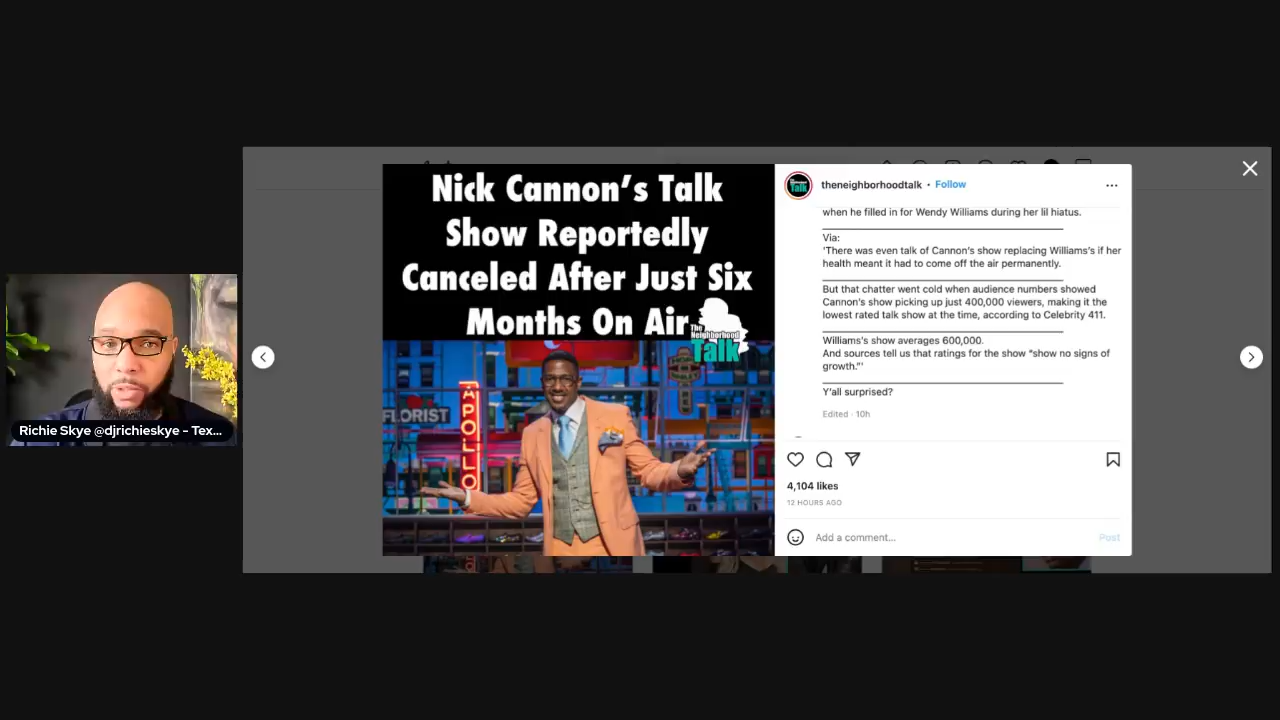 Nick Cannon's Talk
Show Reportedly
Canceled After Just Six
Months On Air
The
Neighborhood
Talk
FLORIST
APOLLO
theneighborhoodtalk • Follow
when he filled in for Wendy Williams during her lil hiatus.
Via:
'There was even talk of Cannon's show replacing Williams's if her
health meant it had to come off the air permanently.
But that chatter went cold when audience numbers showed
Cannon's show picking up just 400,000 viewers, making it the
lowest rated talk show at the time, according to Celebrity 411.
Williams's show averages 600,000.
And sources tell us that ratings for the show "show no signs of
growth."'
Y'all surprised?
Edited · 10h
4,104 likes
12 HOURS AGO
Add a comment...
Post
Richie Skye @djrichieskye - Tex...